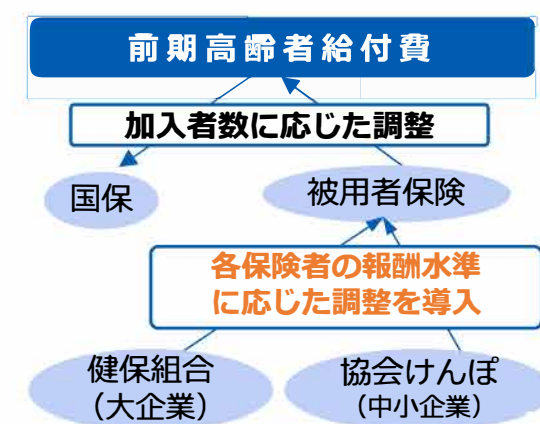 前期高齢者給付費
加入者数に応じた調整
国保
被用者保険
各保険者の報酬水準
に応じた調整を導入
健保組合
（大企業）
協会けんぽ
（中小企業）